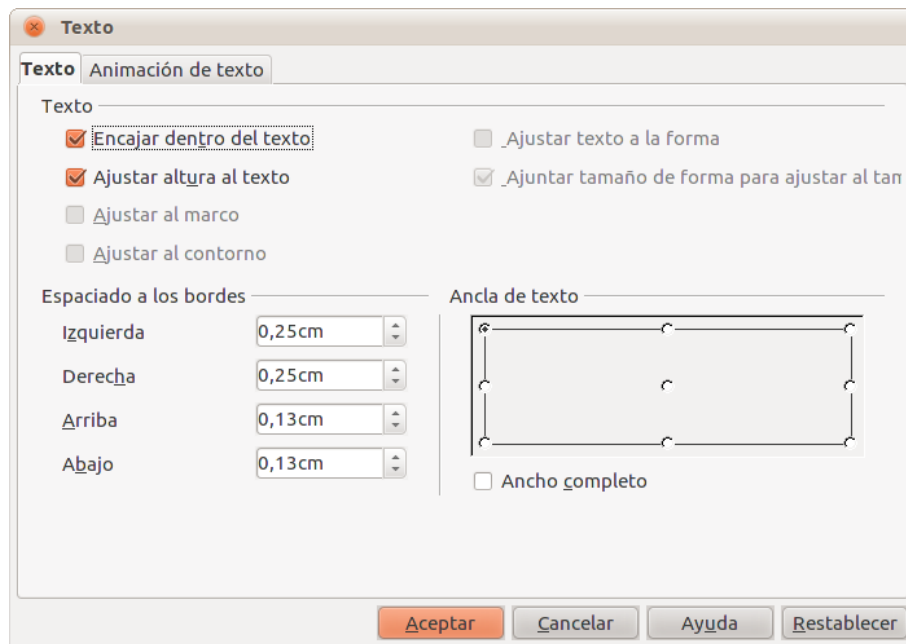 Texto
Texto Animación de texto
Texto
Encajar dentro del texto
Ajustar altura al texto
Ajustar al marco
Ajustar al contorno
_Ajustar texto a la forma
_Ajuntar tamaño de forma para ajustar al tam
Espaciado a los bordes
Izquierda 0,25cm
Derecha 0,25cm
Arriba 0,13cm
Abajo 0,13cm
Ancla de texto
Ancho completo
Aceptar Cancelar Ayuda Restablecer